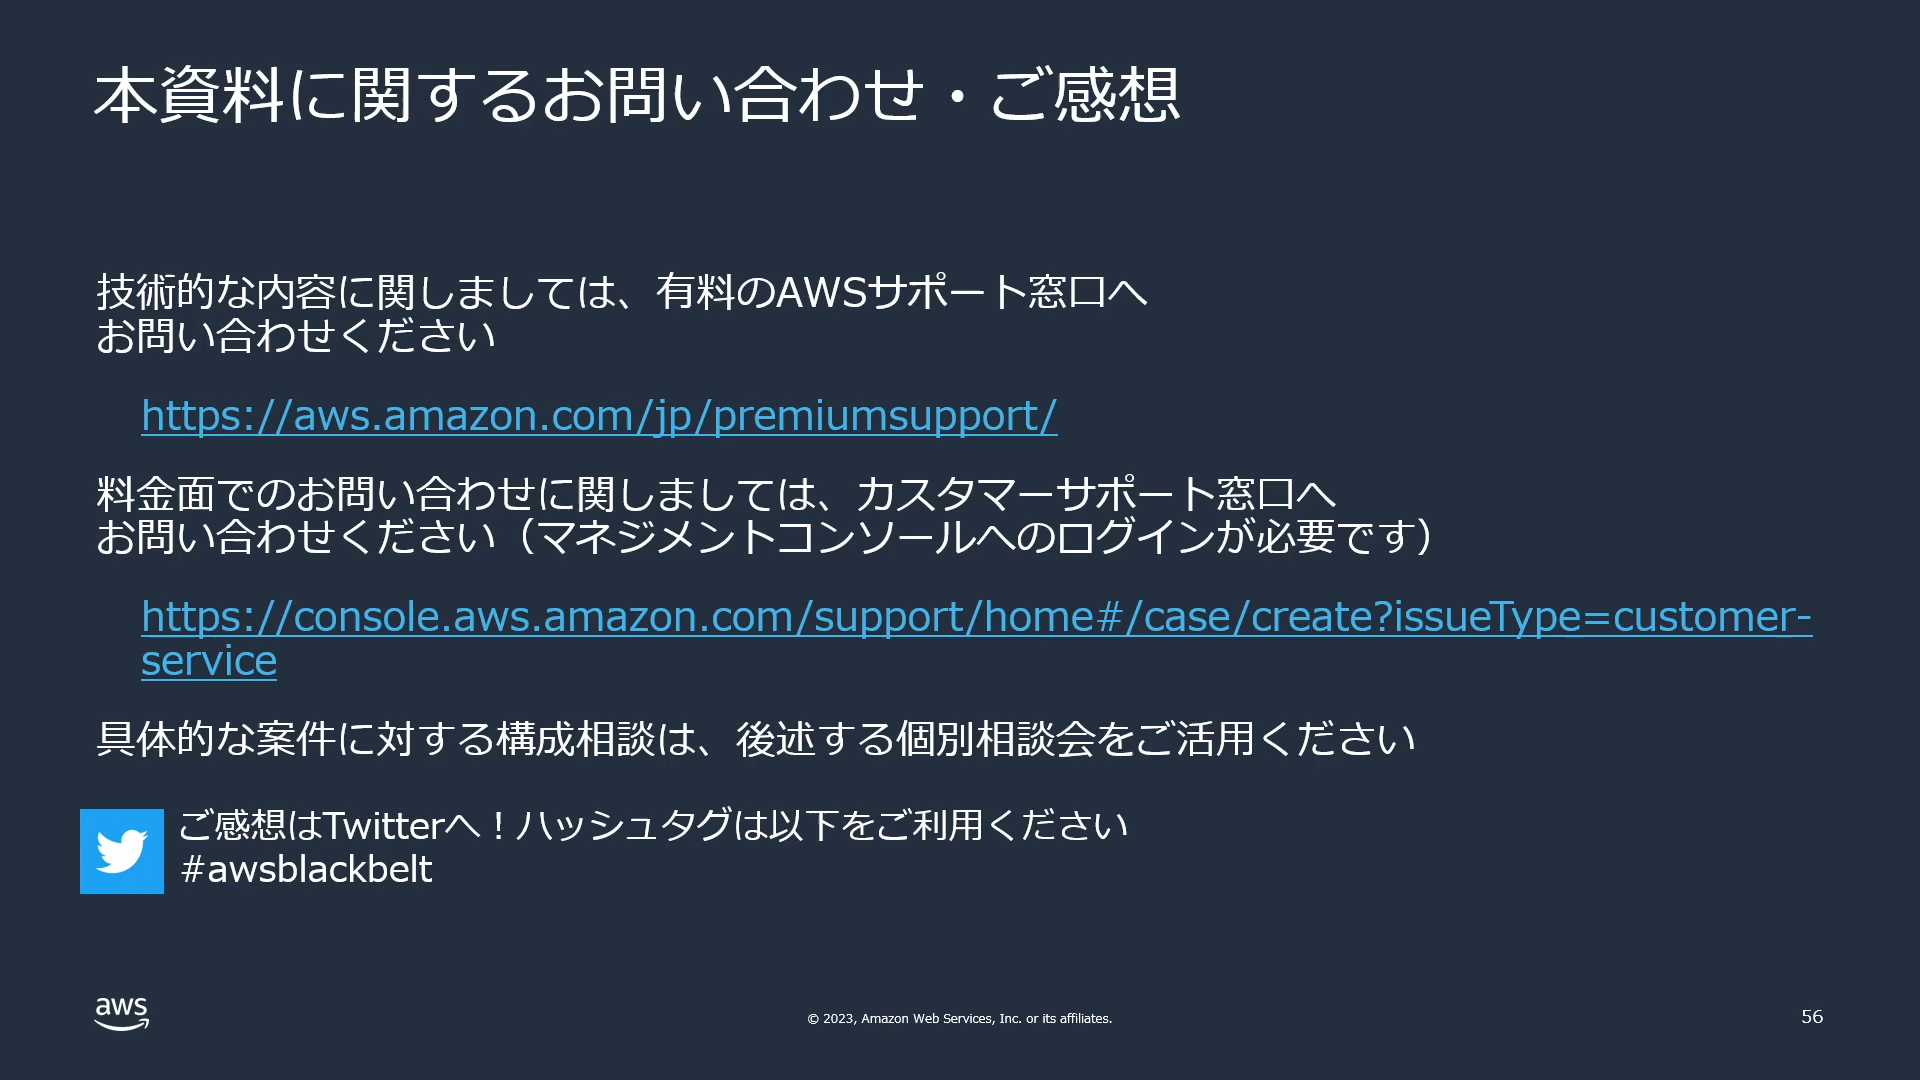 本資料に関するお問い合わせ・ご感想
技術的な内容に関しましては、有料のAWSサポート窓口へ
お問い合わせください
https://aws.amazon.com/jp/premiumsupport/
料金面でのお問い合わせに関しましては、カスタマーサポート窓口へ
お問い合わせください（マネジメントコンソールへのログインが必要です）
https://console.aws.amazon.com/support/home#/case/create?issueType=customer-
service
具体的な案件に対する構成相談は、後述する個別相談会をご活用ください
ご感想はTwitterへ！ハッシュタグは以下をご利用ください
#awsblackbelt
aws
© 2023, Amazon Web Services, Inc. or its affiliates.
56